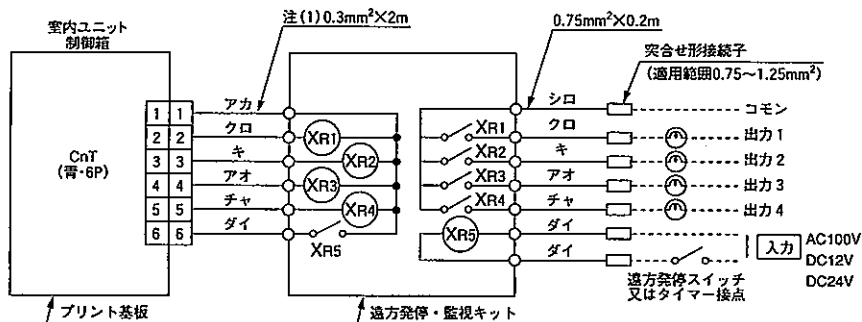 室内ユニット
制御箱
注(1)0.3mm²×2m
0.75mm²×0.2m
突合せ形接続子
(適用範囲0.75~1.25mm²)
CnT
(青・6P)
1 1 アカ
2 2 クロ XR1
3 3 キ XR2
4 4 アオ XR3
5 5 チャ XR4
6 6 ダイ XR5
シロ コモン
XR1 クロ 出力1
XR2 キ 出力2
XR3 アオ 出力3
XR4 チャ 出力4
XR5 ダイ
ダイ
入力
AC100V
DC12V
DC24V
遠方発停スイッチ
又はタイマー接点
プリント基板
遠方発停・監視キット